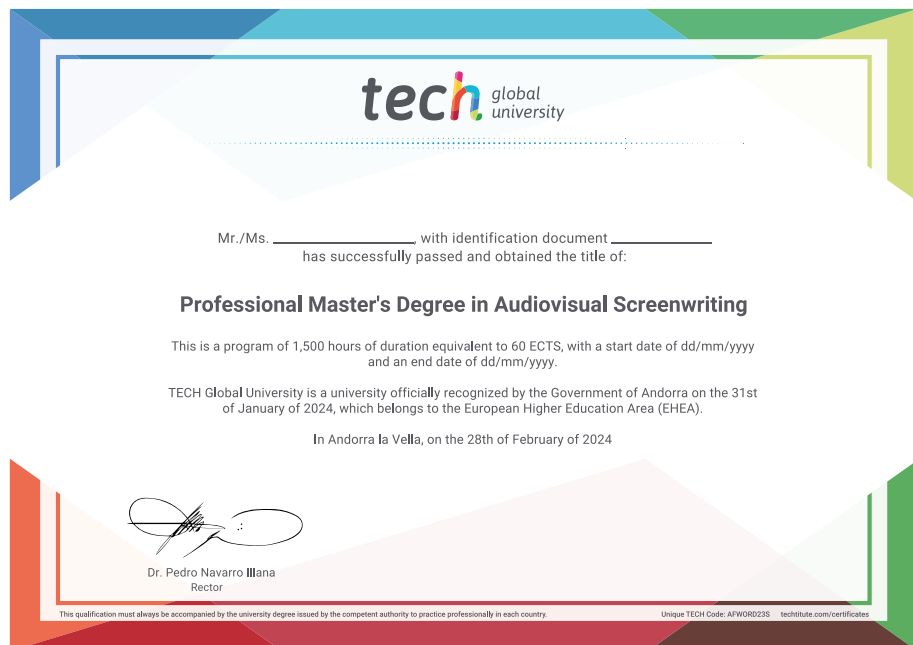 tech global
university
Mr./Ms. ____________, with identification document ____________
has successfully passed and obtained the title of:
Professional Master's Degree in Audiovisual Screenwriting
This is a program of 1,500 hours of duration equivalent to 60 ECTS, with a start date of dd/mm/yyyy
and an end date of dd/mm/yyyy.
TECH Global University is a university officially recognized by the Government of Andorra on the 31st
of January of 2024, which belongs to the European Higher Education Area (EHEA).
In Andorra la Vella, on the 28th of February of 2024
Dr. Pedro Navarro Illana
Rector
This qualification must always be accompanied by the university degree issued by the competent authority to practice professionally in each country.
Unique TECH Code: AFWORD23S techtitute.com/certificates